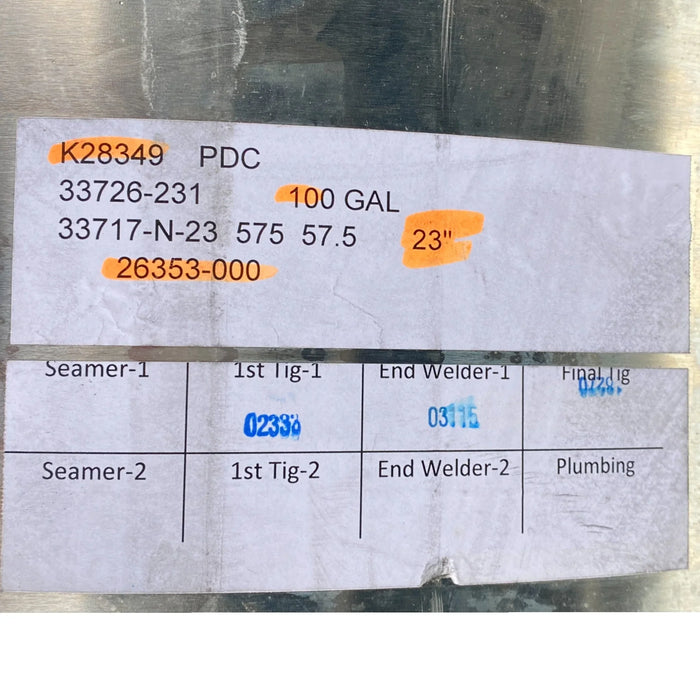 K28349 PDC
33726-231 100 GAL
33717-N-23 575 57.5 23"
26353-000
Seamer-1 1st Tig-1 End Welder-1 Final Tig
03115
Seamer-2 1st Tig-2 End Welder-2 Plumbing